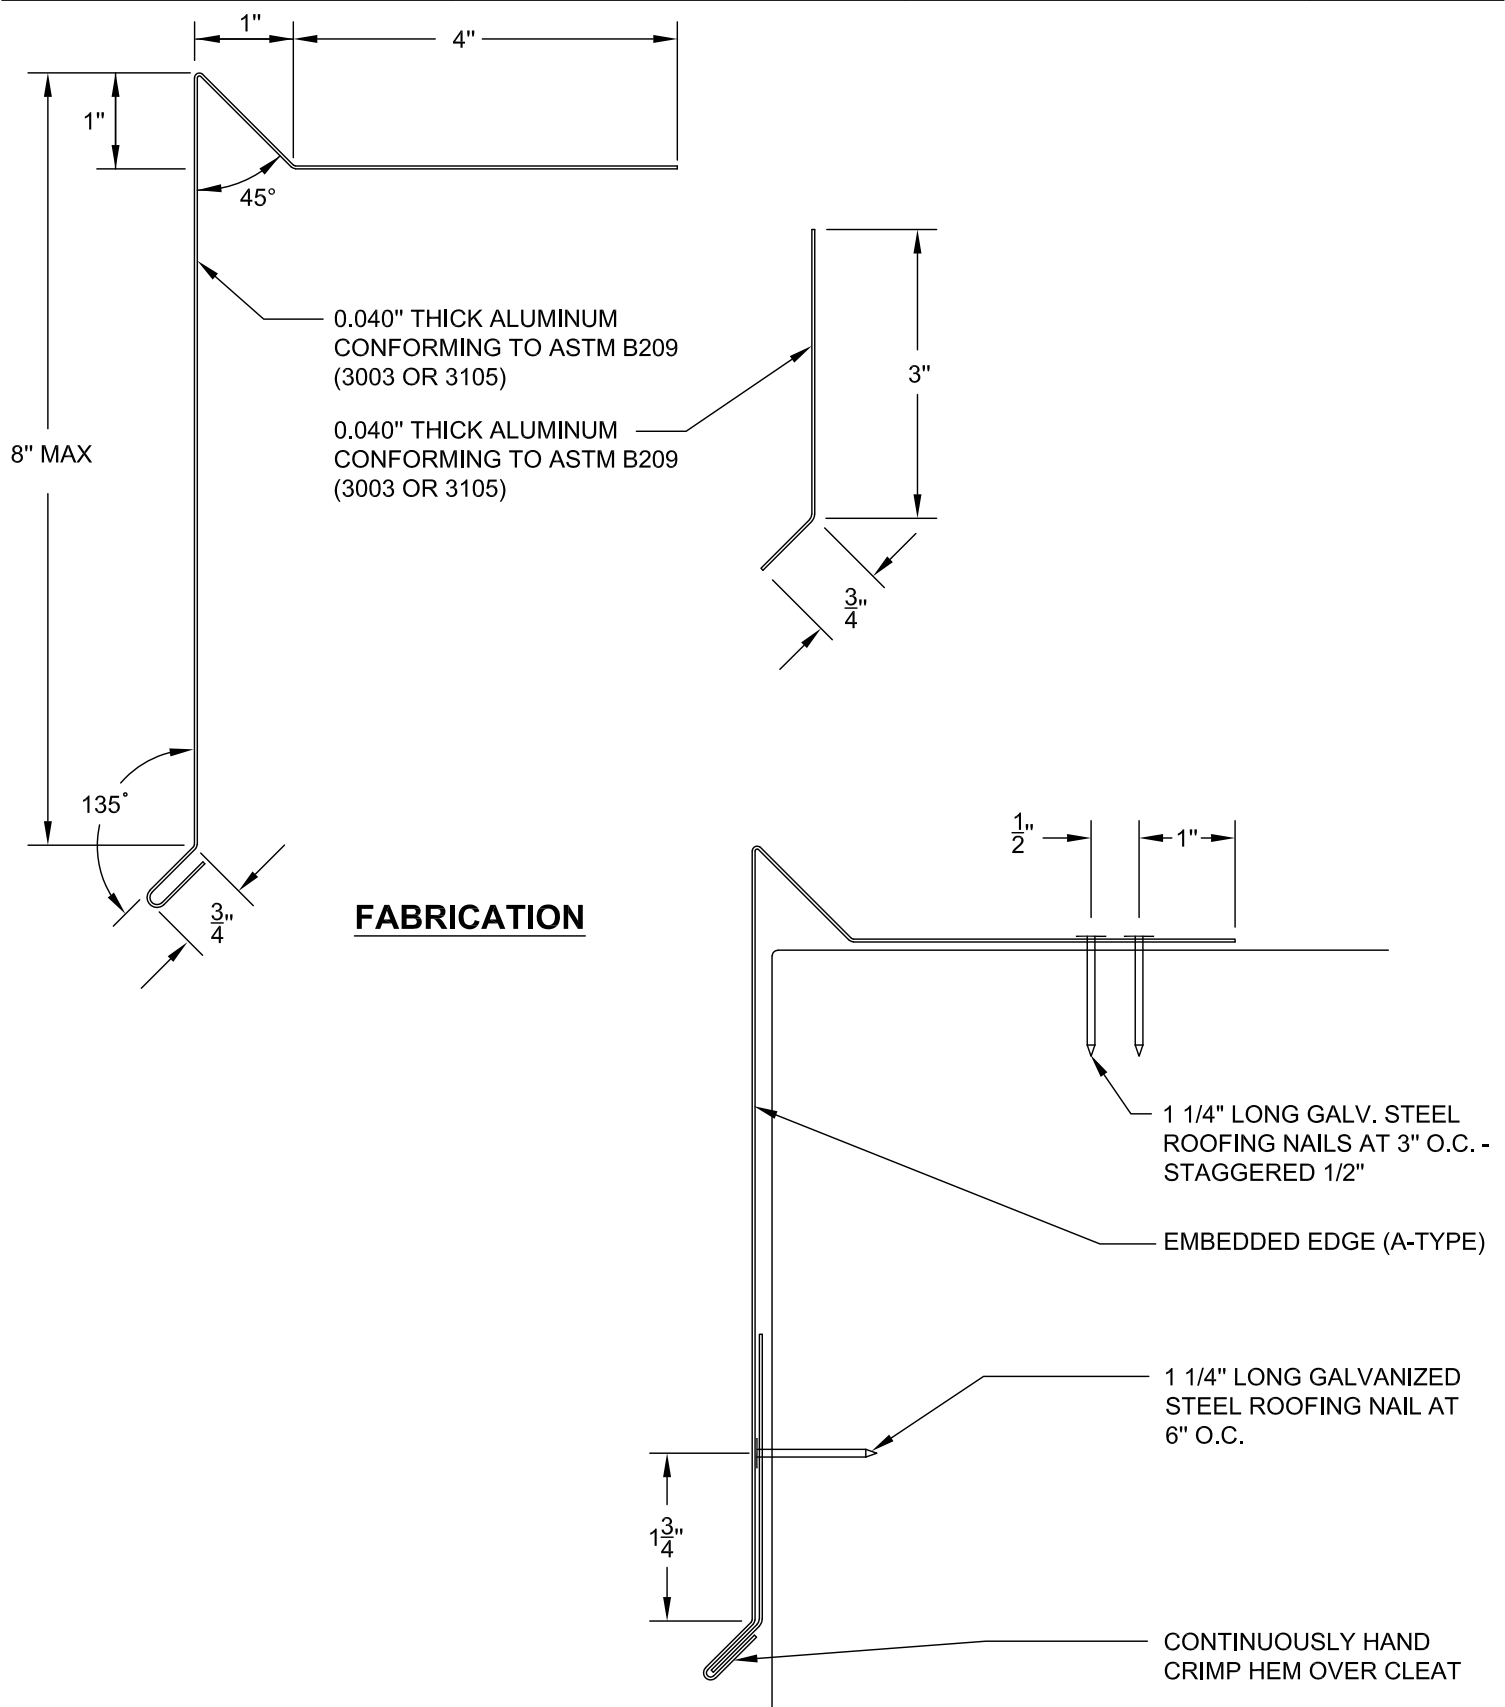 1"
4"
1"
45°
0.040" THICK ALUMINUM
CONFORMING TO ASTM B209
(3003 OR 3105)
3"
0.040" THICK ALUMINUM
CONFORMING TO ASTM B209
(3003 OR 3105)
8" MAX
3/4"
135°
3/4"
FABRICATION
1/2"
1"
1 1/4" LONG GALV. STEEL
ROOFING NAILS AT 3" O.C. -
STAGGERED 1/2"
EMBEDDED EDGE (A-TYPE)
1 1/4" LONG GALVANIZED
STEEL ROOFING NAIL AT
6" O.C.
1 3/4"
CONTINUOUSLY HAND
CRIMP HEM OVER CLEAT